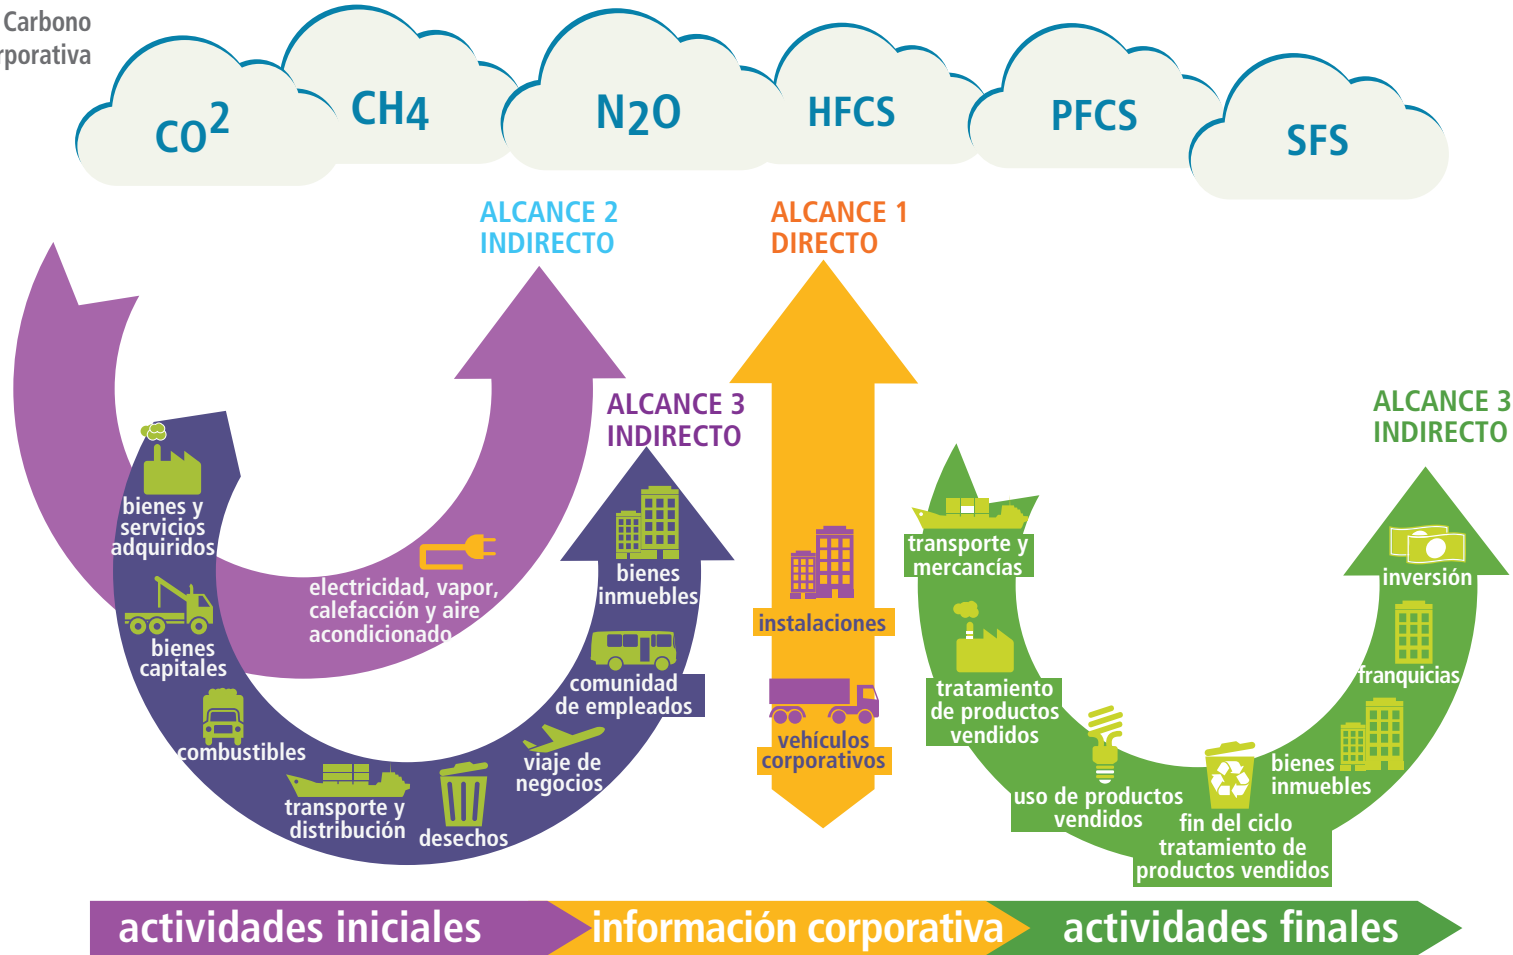 Carbono
rporativa
CO²
CH4
N2O
HFCS
PFCS
SFS
ALCANCE 2
INDIRECTO
ALCANCE 1
DIRECTO
ALCANCE 3
INDIRECTO
ALCANCE 3
INDIRECTO
bienes y
servicios
adquiridos
bienes
capitales
combustibles
transporte y
distribución
desechos
viaje de
negocios
comunidad
de empleados
bienes
inmuebles
electricidad, vapor,
calefacción y aire
acondicionado
instalaciones
vehículos
corporativos
transporte y
mercancías
tratamiento
de productos
vendidos
uso de productos
vendidos
fin del ciclo
tratamiento de
productos vendidos
bienes
inmuebles
franquicias
inversión
actividades iniciales
información corporativa
actividades finales